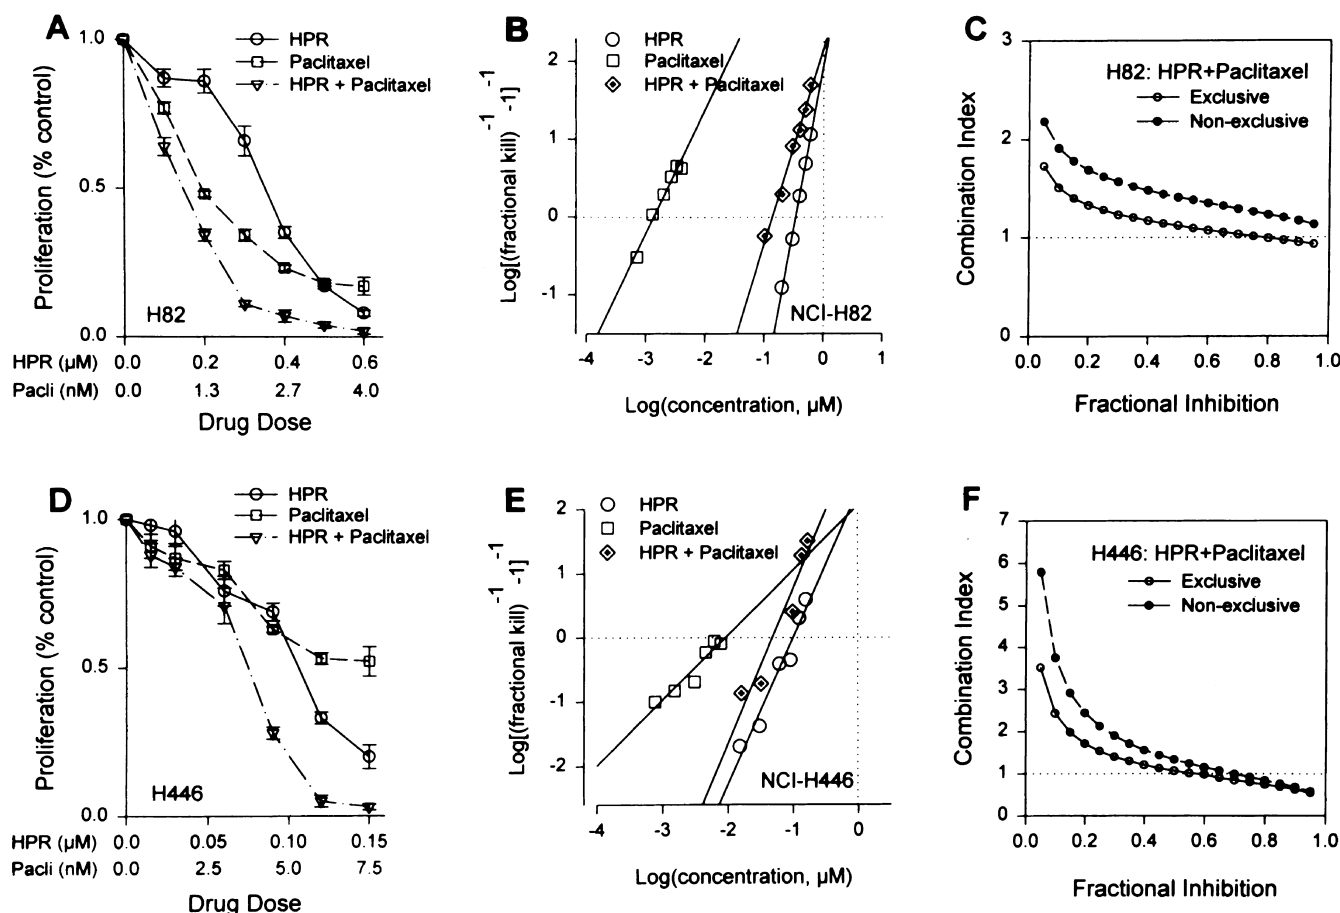 A
HPR
Paclitaxel
HPR + Paclitaxel
1.0
0.5
0.0
Proliferation (% control)
H82
HPR (µM) 0.0 0.2 0.4 0.6
Pacli (nM) 0.0 1.3 2.7 4.0
Drug Dose
B
HPR
Paclitaxel
HPR + Paclitaxel
2
1
0
-1
Log[(fractional kill)⁻¹ -1]⁻¹
NCI-H82
-4 -3 -2 -1 0 1
Log(concentration, µM)
C
H82: HPR+Paclitaxel
Exclusive
Non-exclusive
3
2
1
0
Combination Index
0.0 0.2 0.4 0.6 0.8 1.0
Fractional Inhibition
D
HPR
Paclitaxel
HPR + Paclitaxel
1.0
0.5
0.0
Proliferation (% control)
H446
HPR (µM) 0.0 0.05 0.10 0.15
Pacli (nM) 0.0 2.5 5.0 7.5
Drug Dose
E
HPR
Paclitaxel
HPR + Paclitaxel
2
1
0
-1
-2
Log[(fractional kill)⁻¹ -1]⁻¹
NCI-H446
-4 -3 -2 -1 0
Log(concentration, µM)
F
H446: HPR+Paclitaxel
Exclusive
Non-exclusive
7
6
5
4
3
2
1
0
Combination Index
0.0 0.2 0.4 0.6 0.8 1.0
Fractional Inhibition